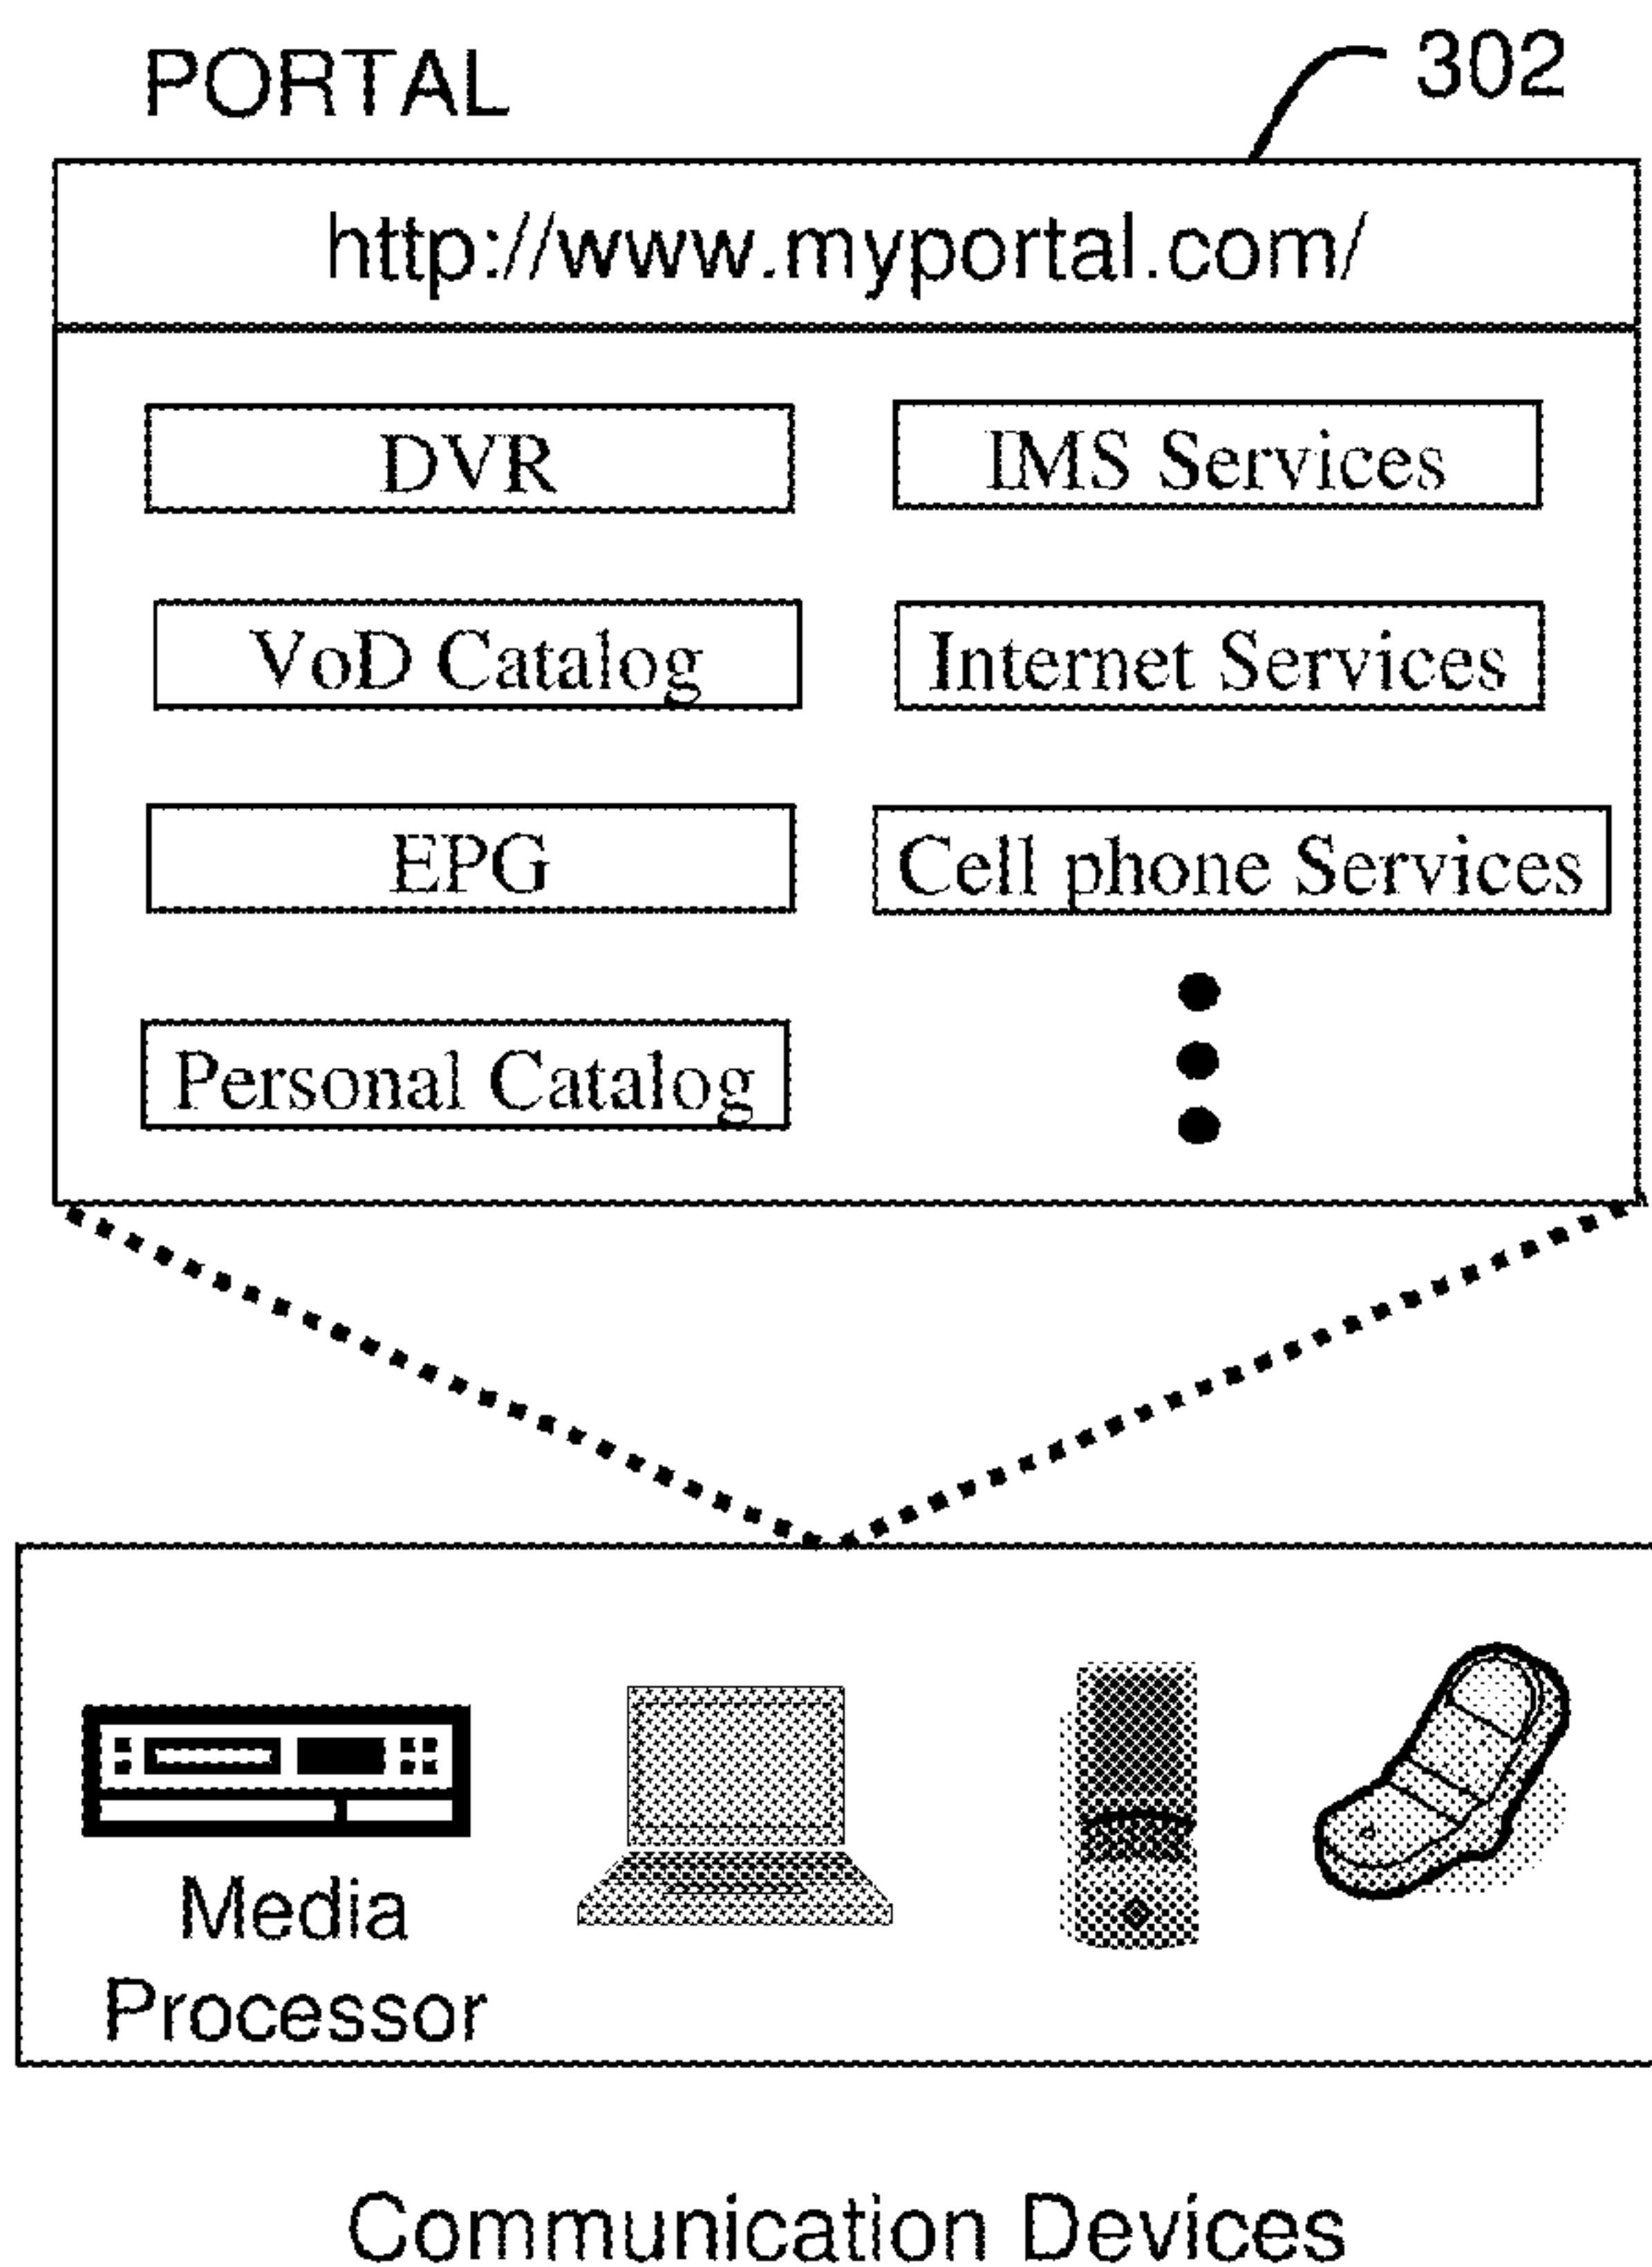 PORTAL
302
http://www.myportal.com/
DVR
IMS Services
VoD Catalog
Internet Services
EPG
Cell phone Services
Personal Catalog
Media
Processor
Communication Devices